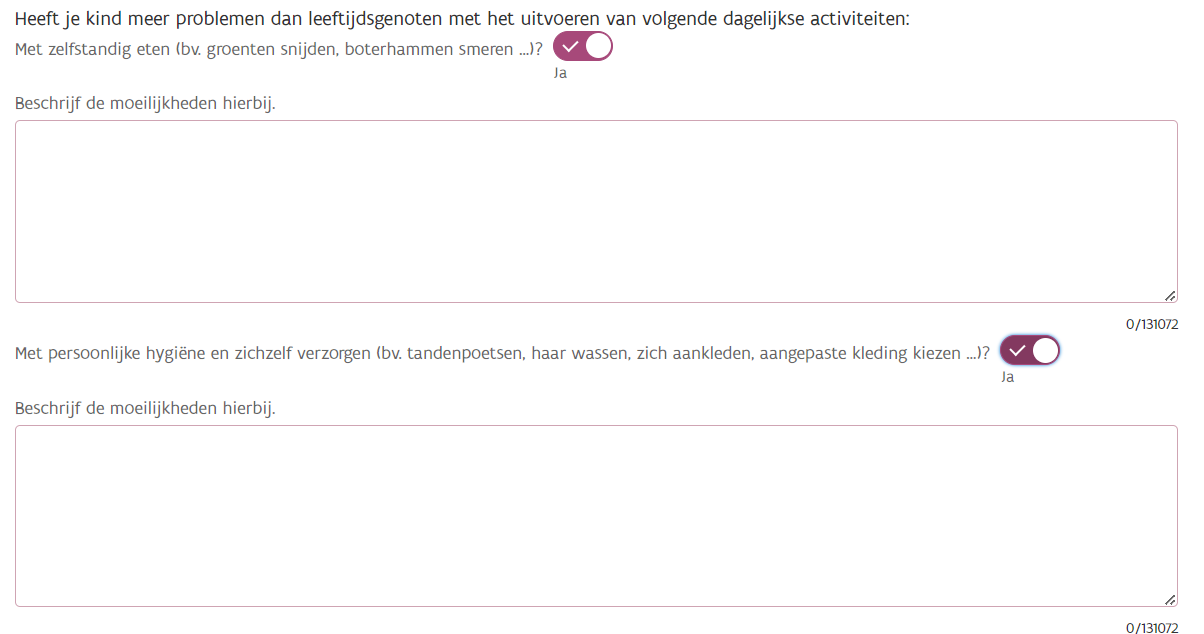 Heeft je kind meer problemen dan leeftijdsgenoten met het uitvoeren van volgende dagelijkse activiteiten:
Met zelfstandig eten (bv. groenten snijden, boterhammen smeren ...)?
Ja
Beschrijf de moeilijkheden hierbij.
0/131072
Met persoonlijke hygiëne en zichzelf verzorgen (bv. tandenpoetsen, haar wassen, zich aankleden, aangepaste kleding kiezen ...)?
Ja
Beschrijf de moeilijkheden hierbij.
0/131072